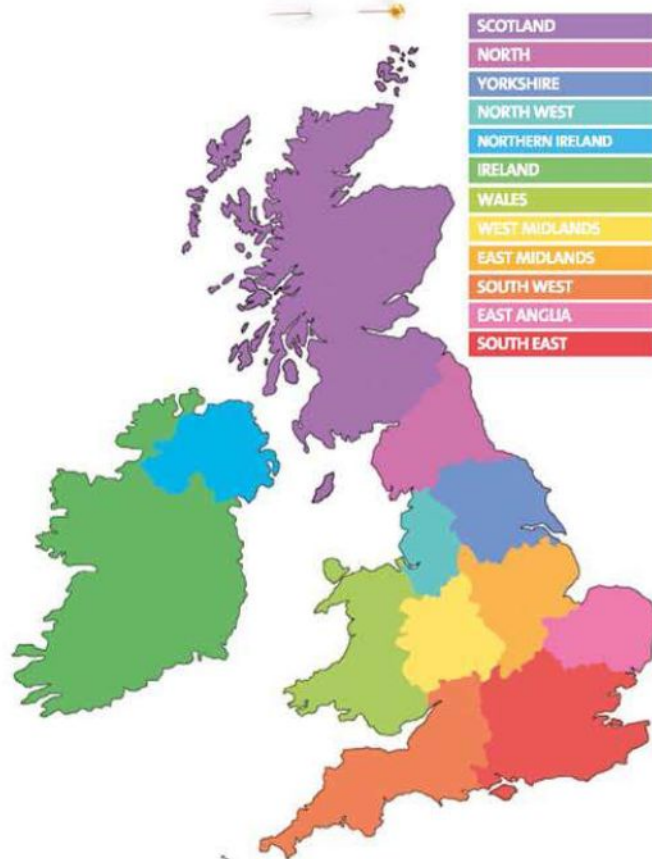 SCOTLAND
NORTH
YORKSHIRE
NORTH WEST
NORTHERN IRELAND
IRELAND
WALES
WEST MIDLANDS
EAST MIDLANDS
SOUTH WEST
EAST ANGLIA
SOUTH EAST